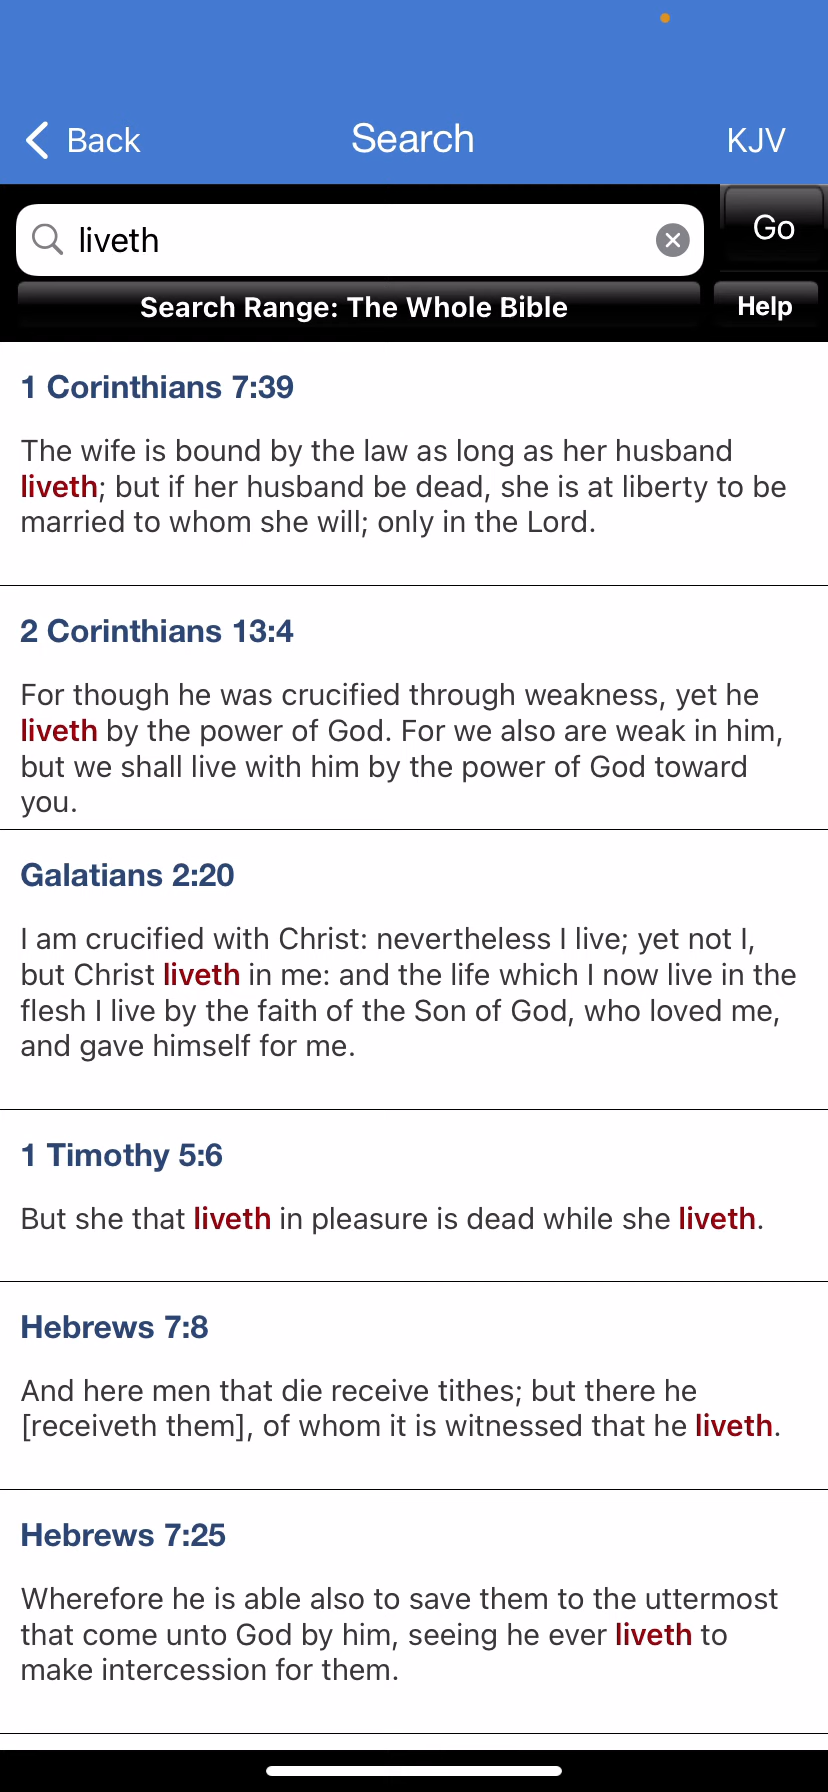 Back
Search
KJV
liveth
Go
Search Range: The Whole Bible
Help
1 Corinthians 7:39
The wife is bound by the law as long as her husband
liveth; but if her husband be dead, she is at liberty to be
married to whom she will; only in the Lord.
2 Corinthians 13:4
For though he was crucified through weakness, yet he
liveth by the power of God. For we also are weak in him,
but we shall live with him by the power of God toward
you.
Galatians 2:20
I am crucified with Christ: nevertheless I live; yet not I,
but Christ liveth in me: and the life which I now live in the
flesh I live by the faith of the Son of God, who loved me,
and gave himself for me.
1 Timothy 5:6
But she that liveth in pleasure is dead while she liveth.
Hebrews 7:8
And here men that die receive tithes; but there he
[receiveth them], of whom it is witnessed that he liveth.
Hebrews 7:25
Wherefore he is able also to save them to the uttermost
that come unto God by him, seeing he ever liveth to
make intercession for them.